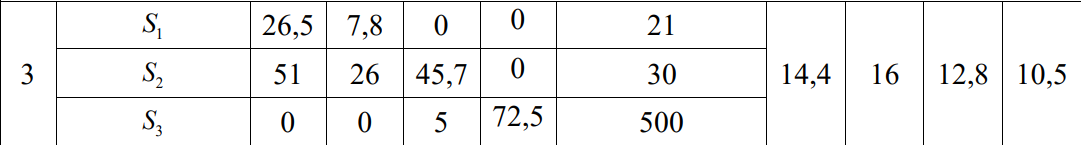 S₁ 26,5 7,8 0 0 21
3 S₂ 51 26 45,7 0 30 14,4 16 12,8 10,5
S₃ 0 0 5 72,5 500